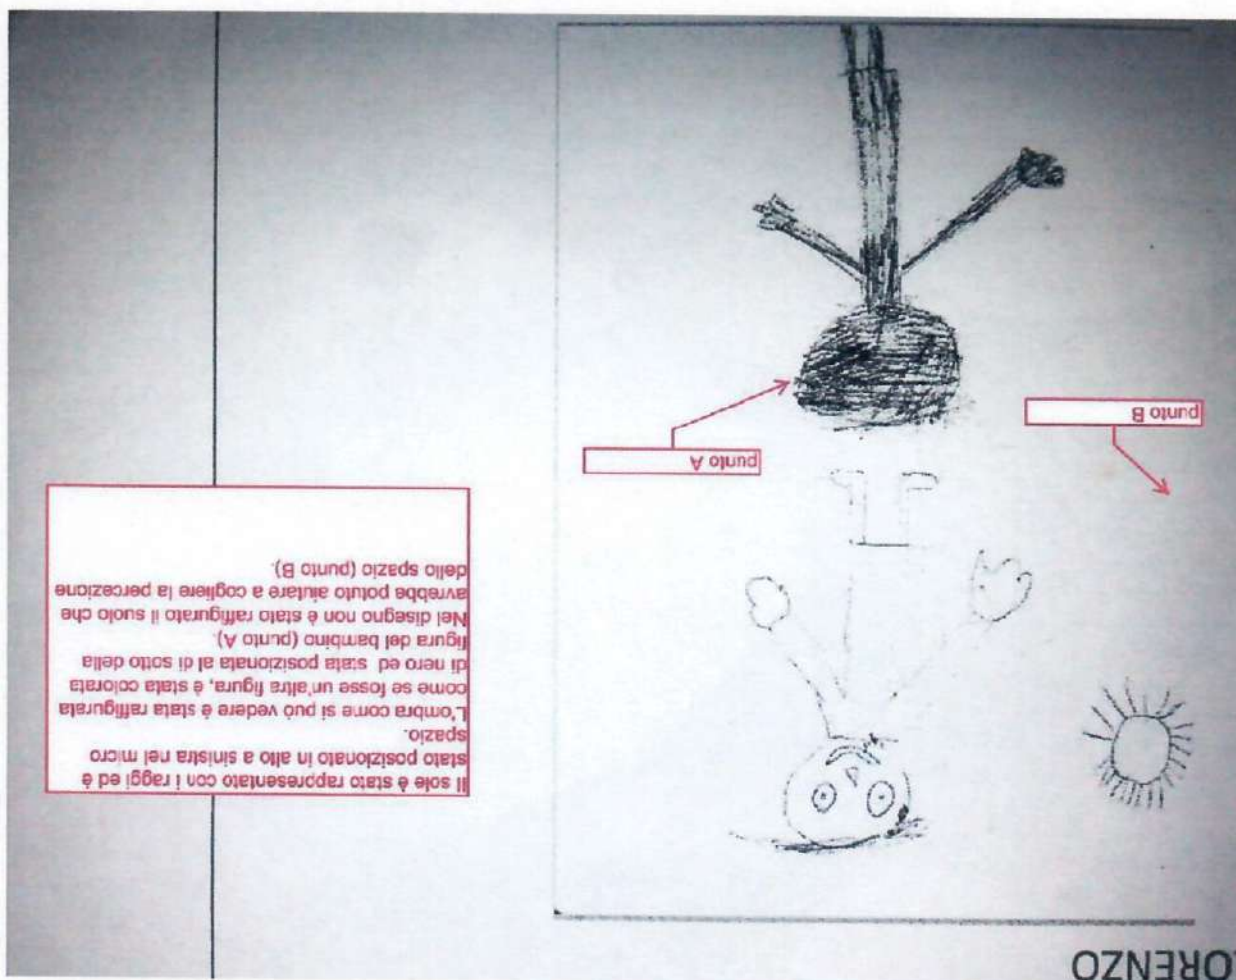 LORENZO
Il sole è stato rappresentato con i raggi ed è
stato posizionato in alto a sinistra nel micro
spazio.
L'ombra come si può vedere è stata raffigurata
come se fosse un'altra figura, è stata colorata
di nero ed stata posizionata al di sotto della
figura del bambino (punto A).
Nel disegno non è stato raffigurato il suolo che
avrebbe potuto aiutare a cogliere la percezione
dello spazio (punto B).
punto A
punto B